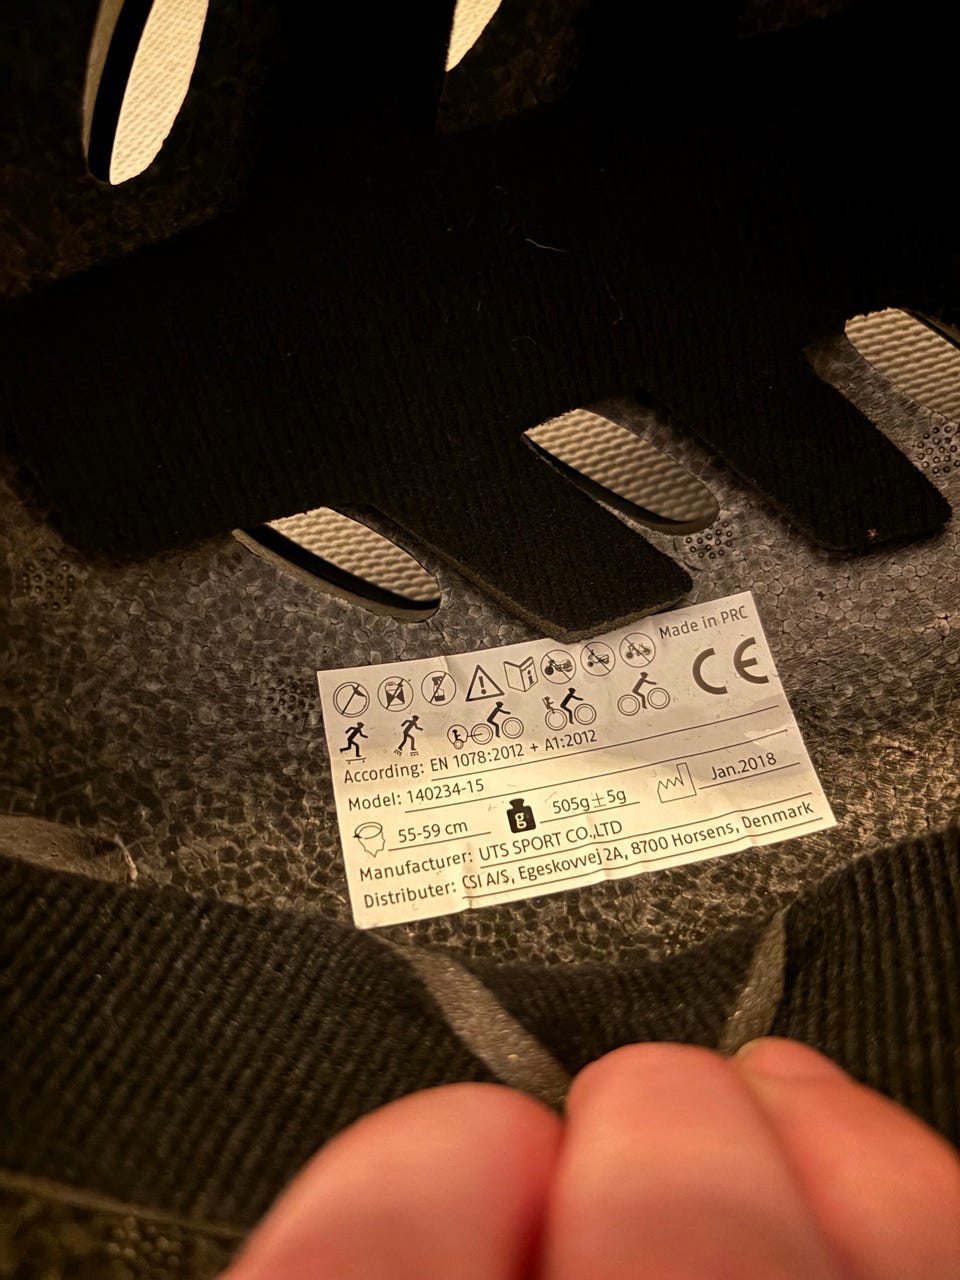 Made in PRC
CE
According: EN 1078:2012 + A1:2012
Model: 140234-15
Jan.2018
55-59 cm
g
505g±5g
Manufacturer: UTS SPORT CO.,LTD
Distributer: CSI A/S, Egeskovvej 2A, 8700 Horsens, Denmark